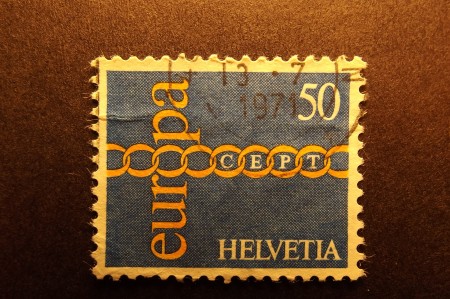 13.7
1971
50
europa
CEPT
HELVETIA